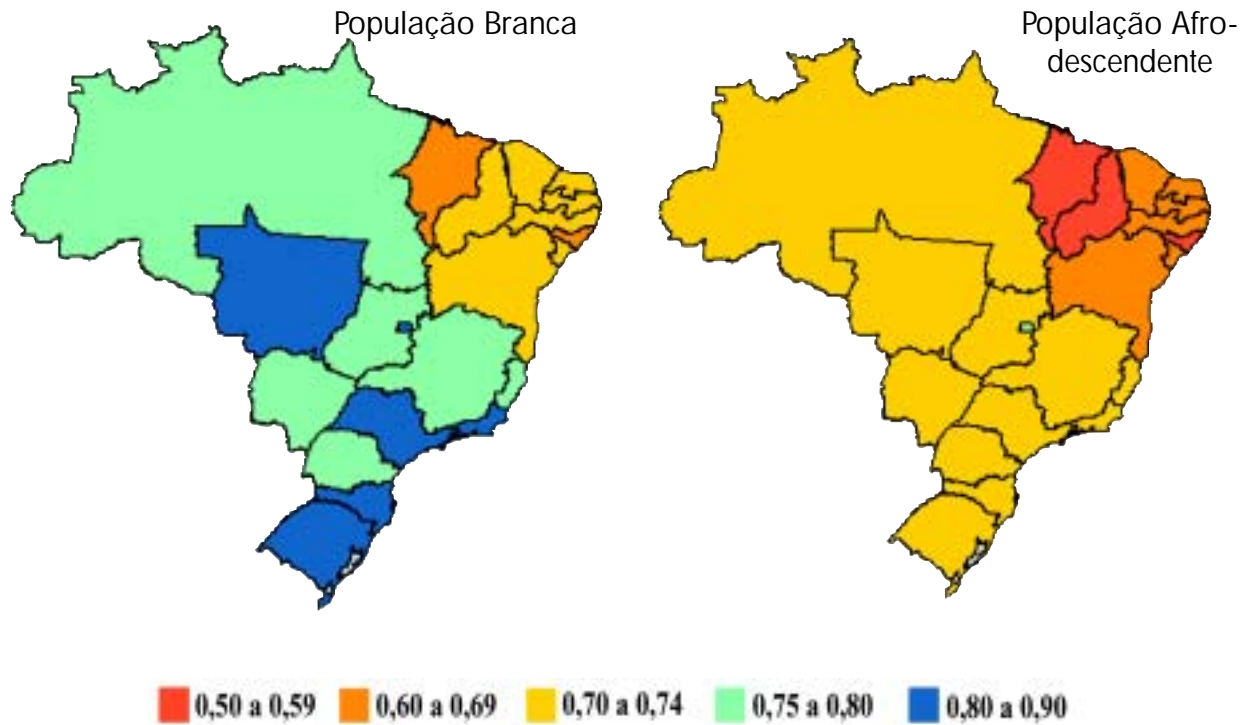 População Branca
População Afro-
descendente
0,50 a 0,59 0,60 a 0,69 0,70 a 0,74 0,75 a 0,80 0,80 a 0,90